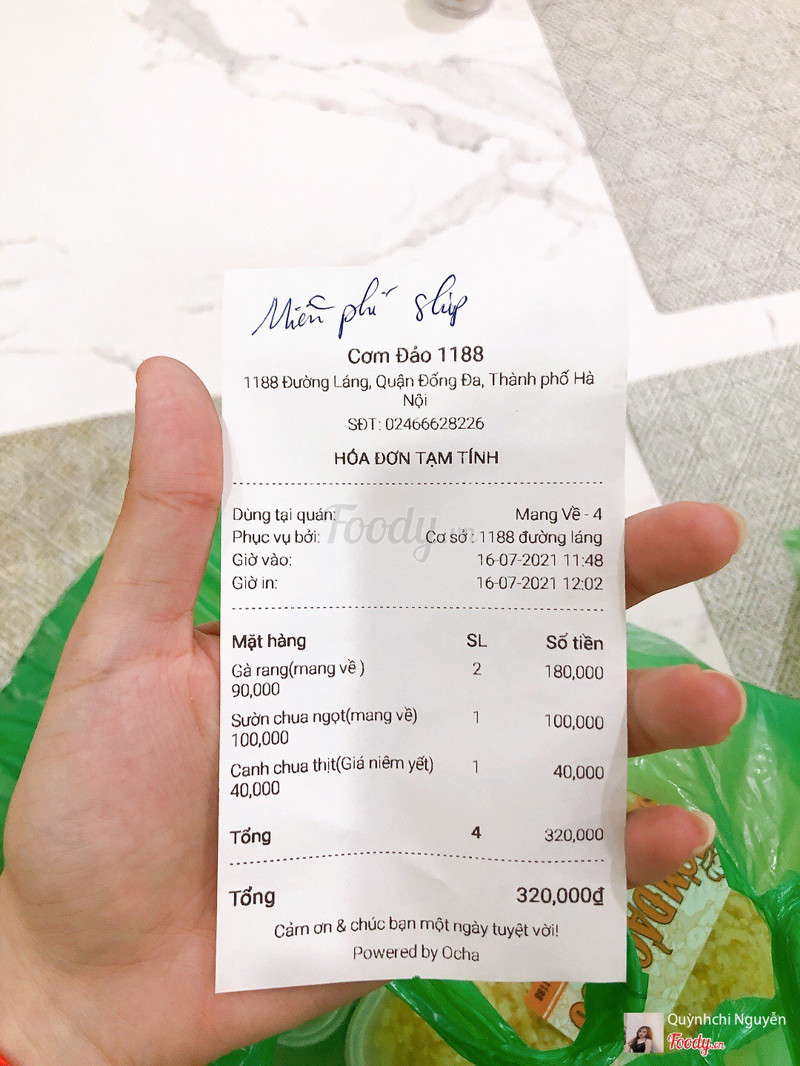 Miễn phí ship
Cơm Đảo 1188
1188 Đường Láng, Quận Đống Đa, Thành phố Hà
Nội
SĐT: 02466628226
HÓA ĐƠN TẠM TÍNH
Dùng tại quán: Mang Về - 4
Phục vụ bởi: Cơ sở : 1188 đường láng
Giờ vào: 16-07-2021 11:48
Giờ in: 16-07-2021 12:02
Foody.vn
Mặt hàng SL Số tiền
Gà rang(mang về ) 2 180,000
90,000
Sườn chua ngọt(mang về) 1 100,000
100,000
Canh chua thịt(Giá niêm yết) 1 40,000
40,000
Tổng 4 320,000
Tổng 320,000₫
Cảm ơn & chúc bạn một ngày tuyệt vời!
Powered by Ocha
CƠM ĐẢO
Quỳnhchi Nguyễn
Foody.vn